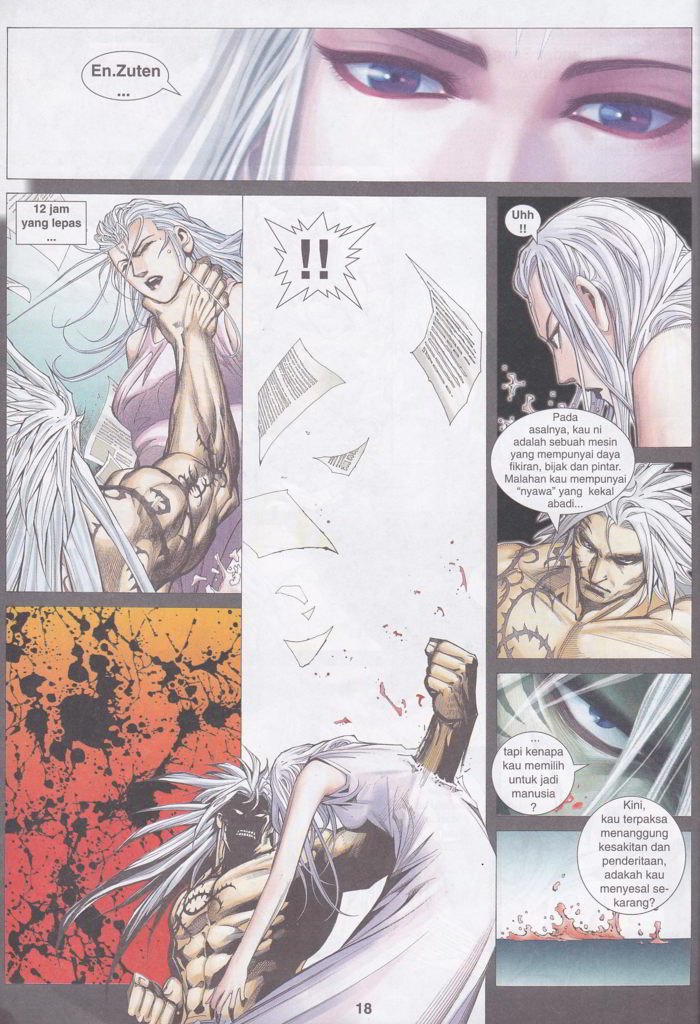 En.Zuten
...
12 jam
yang lepas
...
!!
Uhh
!!
Pada
asalnya, kau ni
adalah sebuah mesin
yang mempunyai daya
fikiran, bijak dan pintar.
Malahan kau mempunyai
“nyawa” yang kekal
abadi...
...
tapi kenapa
kau memilih
untuk jadi
manusia
?
Kini,
kau terpaksa
menanggung
kesakitan dan
penderitaan,
adakah kau
menyesal se-
karang?
18